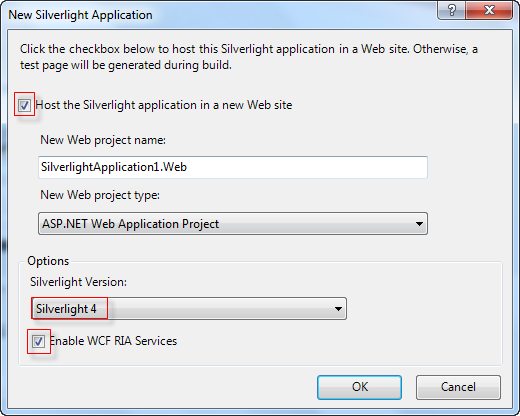 New Silverlight Application
Click the checkbox below to host this Silverlight application in a Web site. Otherwise, a
test page will be generated during build.
Host the Silverlight application in a new Web site
New Web project name:
SilverlightApplication1.Web
New Web project type:
ASP.NET Web Application Project
Options
Silverlight Version:
Silverlight 4
Enable WCF RIA Services
OK
Cancel